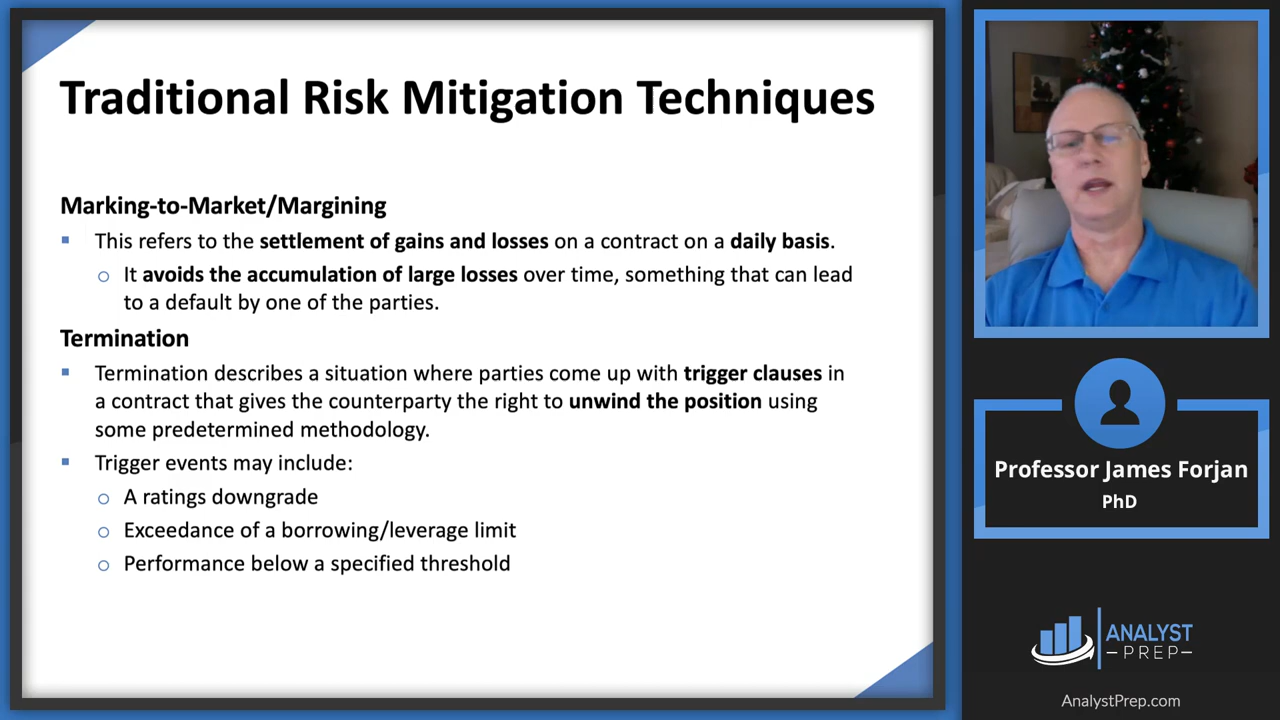 Traditional Risk Mitigation Techniques
Marking-to-Market/Margining
This refers to the settlement of gains and losses on a contract on a daily basis.
It avoids the accumulation of large losses over time, something that can lead
to a default by one of the parties.
Termination
Termination describes a situation where parties come up with trigger clauses in
a contract that gives the counterparty the right to unwind the position using
some predetermined methodology.
Trigger events may include:
A ratings downgrade
Exceedance of a borrowing/leverage limit
Performance below a specified threshold
Professor James Forjan
PhD
ANALYST
PREP
AnalystPrep.com